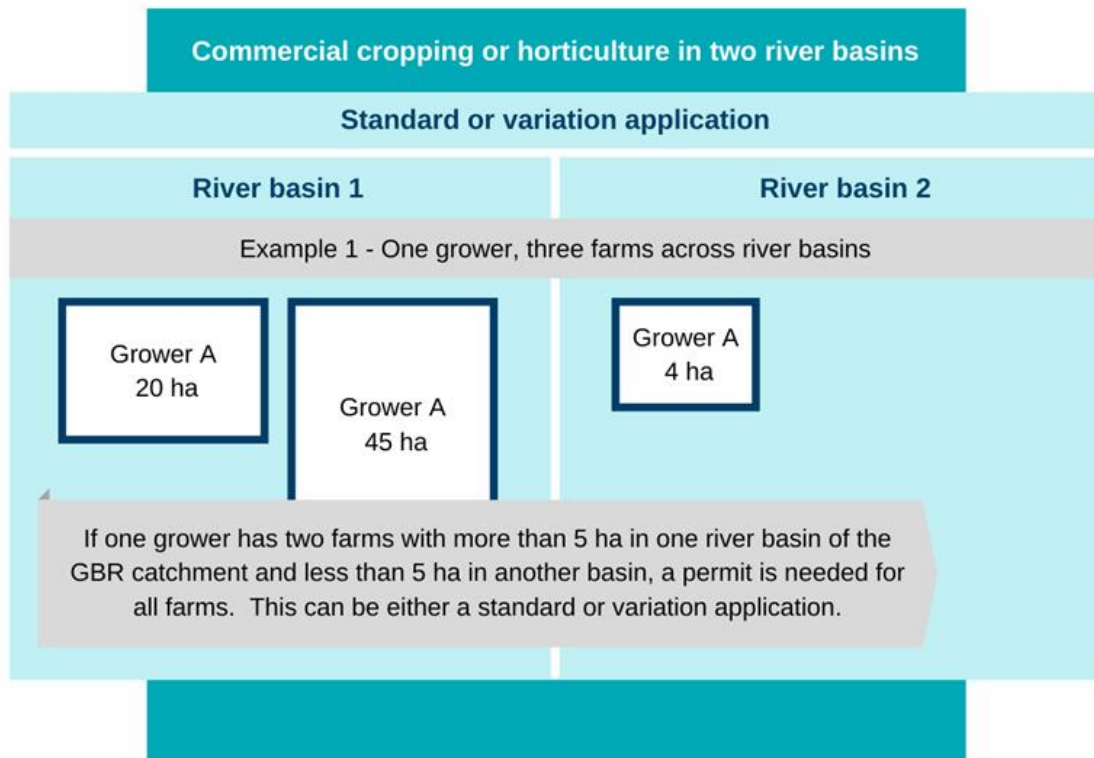 Commercial cropping or horticulture in two river basins
Standard or variation application
River basin 1
River basin 2
Example 1 - One grower, three farms across river basins
Grower A
20 ha
Grower A
45 ha
Grower A
4 ha
If one grower has two farms with more than 5 ha in one river basin of the
GBR catchment and less than 5 ha in another basin, a permit is needed for
all farms.  This can be either a standard or variation application.